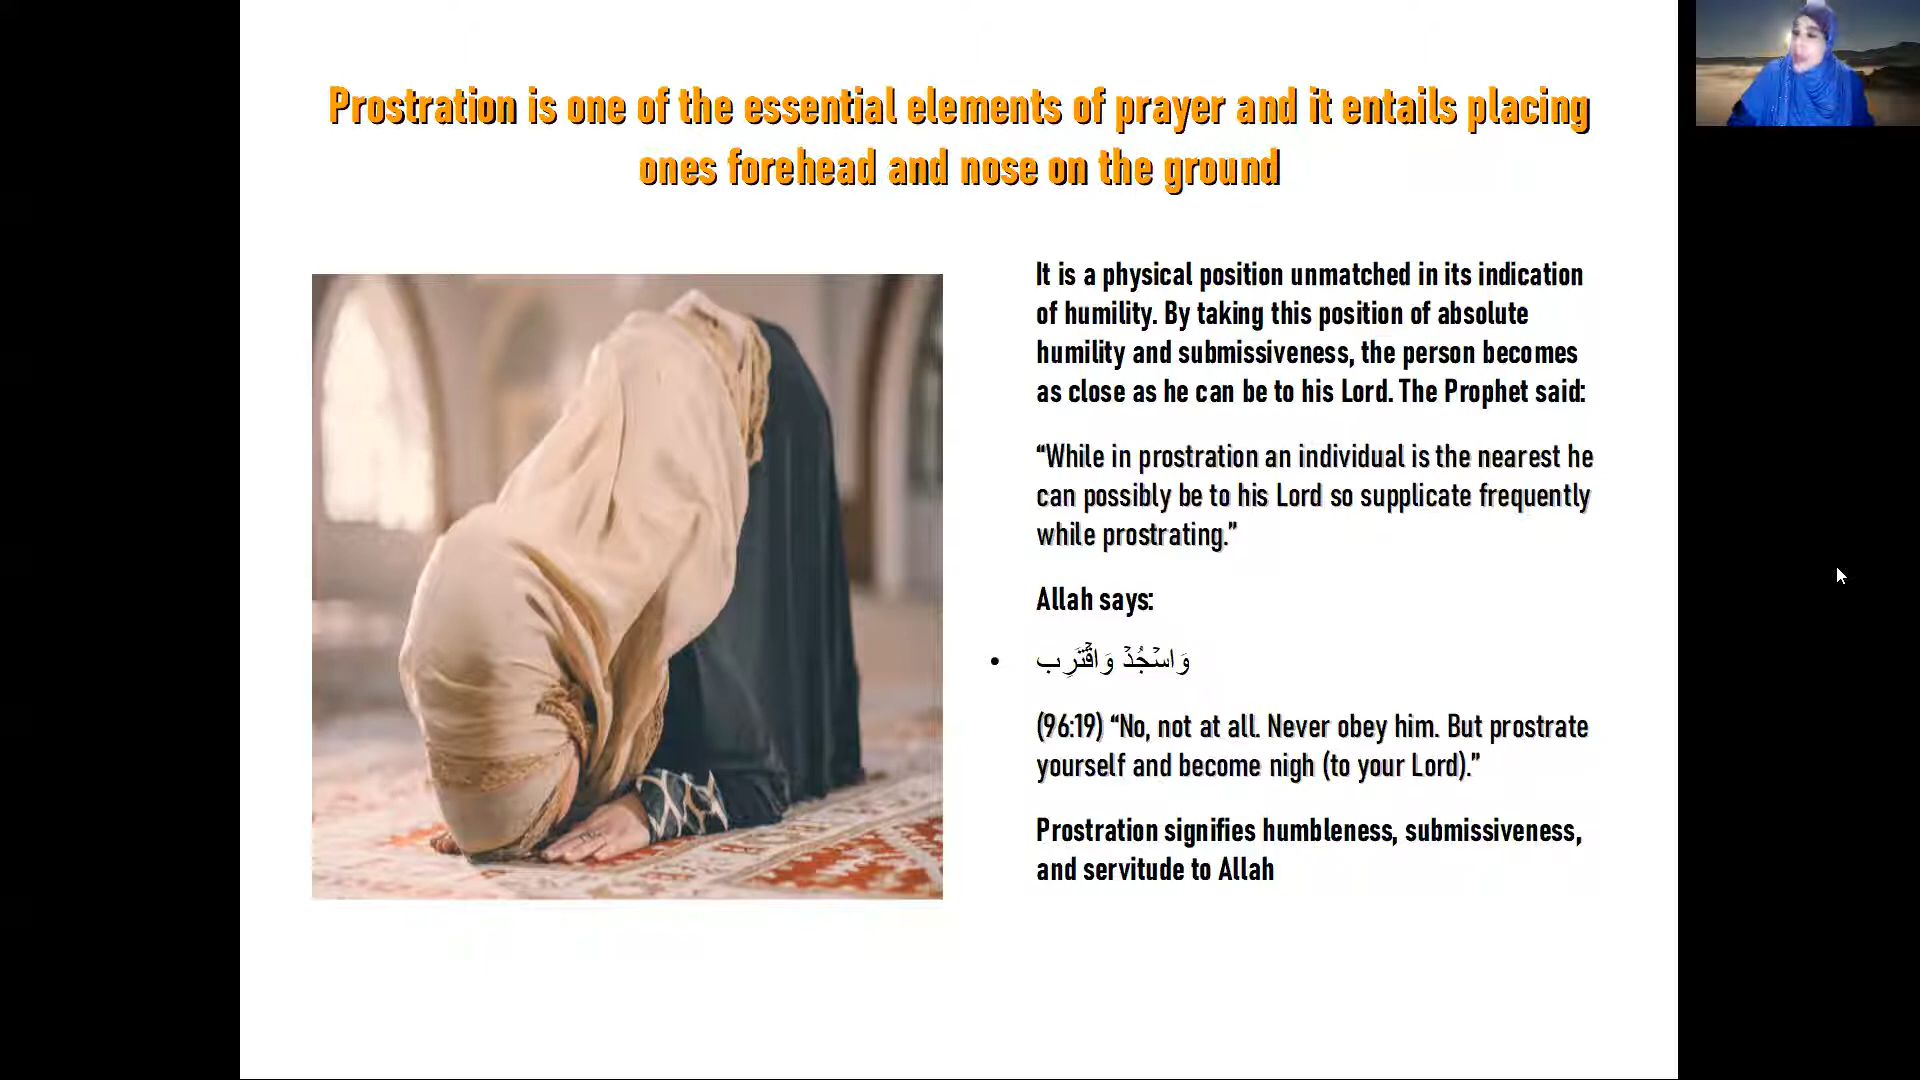 Prostration is one of the essential elements of prayer and it entails placing
ones forehead and nose on the ground
It is a physical position unmatched in its indication
of humility. By taking this position of absolute
humility and submissiveness, the person becomes
as close as he can be to his Lord. The Prophet said:
“While in prostration an individual is the nearest he
can possibly be to his Lord so supplicate frequently
while prostrating.”
Allah says:
• وَاسْجُدْ وَاقْتَرِب
(96:19) “No, not at all. Never obey him. But prostrate
yourself and become nigh (to your Lord).”
Prostration signifies humbleness, submissiveness,
and servitude to Allah